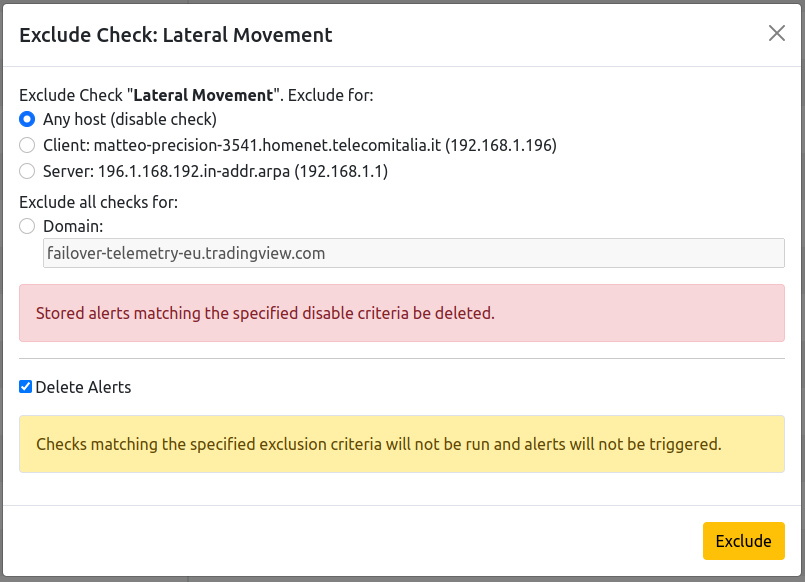 Exclude Check: Lateral Movement
Exclude Check "Lateral Movement". Exclude for:
Any host (disable check)
Client: matteo-precision-3541.homenet.telecomitalia.it (192.168.1.196)
Server: 196.1.168.192.in-addr.arpa (192.168.1.1)
Exclude all checks for:
Domain:
failover-telemetry-eu.tradingview.com
Stored alerts matching the specified disable criteria be deleted.
Delete Alerts
Checks matching the specified exclusion criteria will not be run and alerts will not be triggered.
Exclude